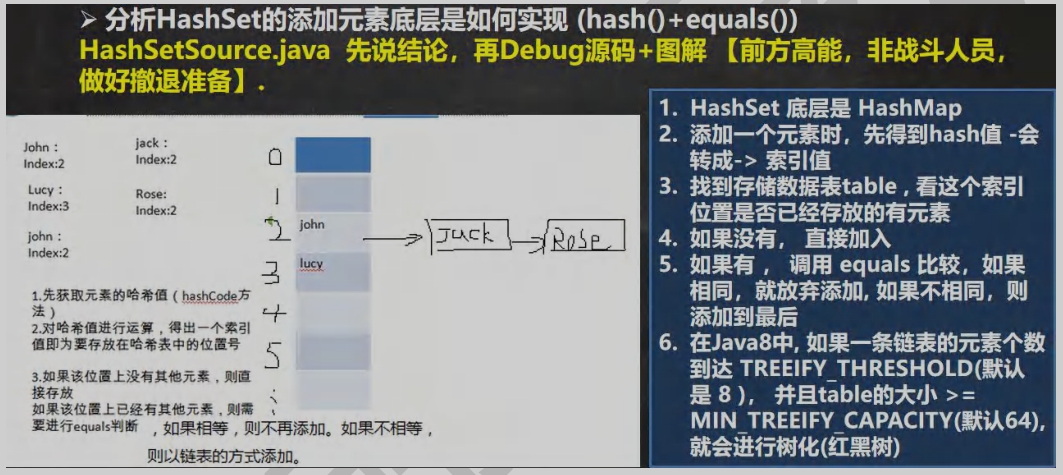 ➢ 分析HashSet的添加元素底层是如何实现 (hash()+equals())
HashSetSource.java 先说结论，再Debug源码+图解 【前方高能，非战斗人员，
做好撤退准备】.
John：
Index:2
jack：
Index:2
Lucy：
Index:3
Rose:
Index:2
john：
Index:2
0
1
2
3
4
5
john
lucy
Jack
Rose
1.先获取元素的哈希值（hashCode方
法）
2.对哈希值进行运算，得出一个索引
值即为要存放在哈希表中的位置号
3.如果该位置上没有其他元素，则直
接存放
如果该位置上已经有其他元素，则需
要进行equals判断 ，如果相等，则不再添加。如果不相等，
则以链表的方式添加。
1. HashSet 底层是 HashMap
2. 添加一个元素时，先得到hash值 -会
转成-> 索引值
3. 找到存储数据表table , 看这个索引
位置是否已经存放的有元素
4. 如果没有， 直接加入
5. 如果有 ， 调用 equals 比较，如果
相同，就放弃添加, 如果不相同，则
添加到最后
6. 在Java8中, 如果一条链表的元素个数
到达 TREEIFY_THRESHOLD(默认
是 8 )， 并且table的大小 >=
MIN_TREEIFY_CAPACITY(默认64),
就会进行树化(红黑树)